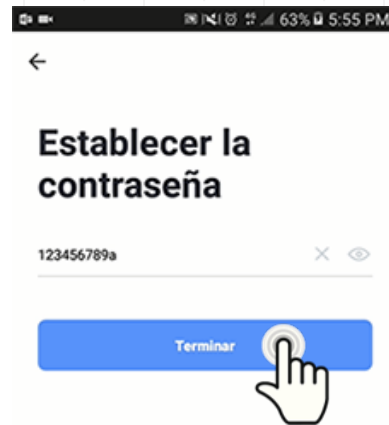 63% 5:55 PM
Establecer la
contraseña
123456789a
Terminar